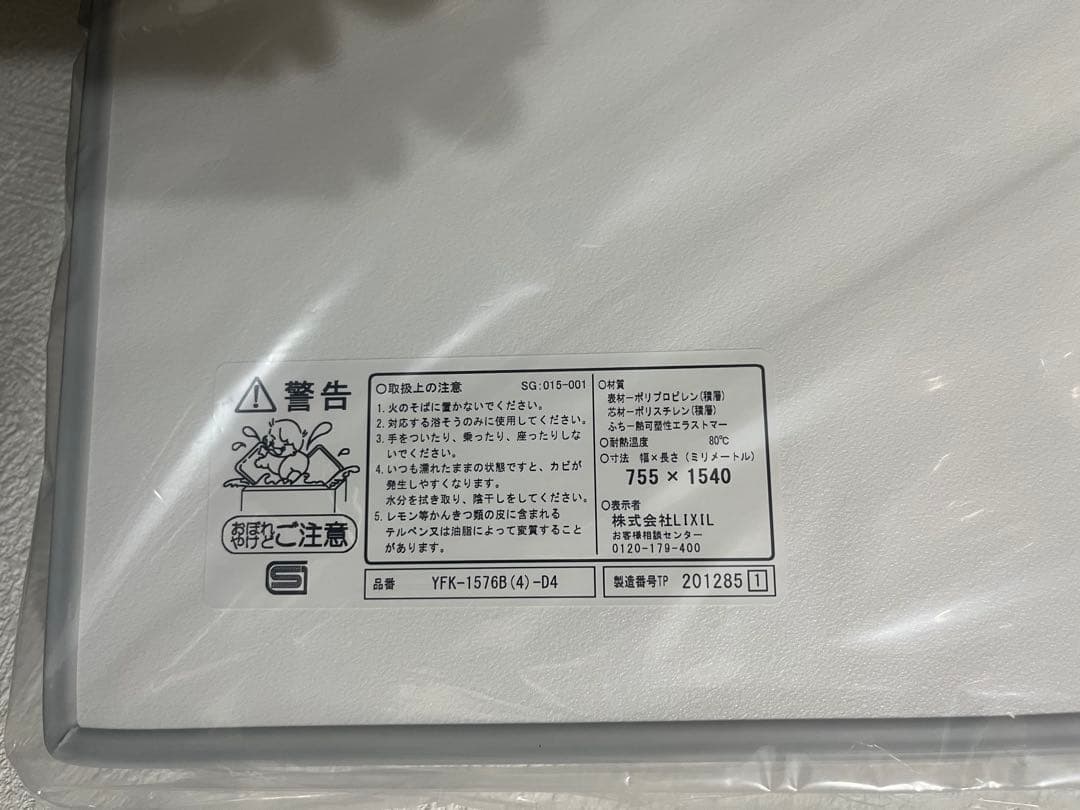 警告
おぼれ
やけど
ご注意
SG
○取扱上の注意 SG:015-001
1. 火のそばに置かないでください。
2. 対応する浴そうのみに使用してください。
3. 手をついたり、乗ったり、座ったりしな
いでください。
4. いつも濡れたままの状態ですと、カビが
発生しやすくなります。
水分を拭き取り、陰干しをしてください。
5. レモン等かんきつ類の皮に含まれる
テルペン又は油脂によって変質すること
があります。
○材質
表材ーポリプロピレン(積層)
芯材ーポリスチレン(積層)
ふちー熱可塑性エラストマー
○耐熱温度 80℃
○寸法 幅×長さ(ミリメートル)
755 × 1540
○表示者
株式会社LIXIL
お客様相談センター
0120-179-400
品番 YFK-1576B(4)-D4
製造番号TP 201285 1